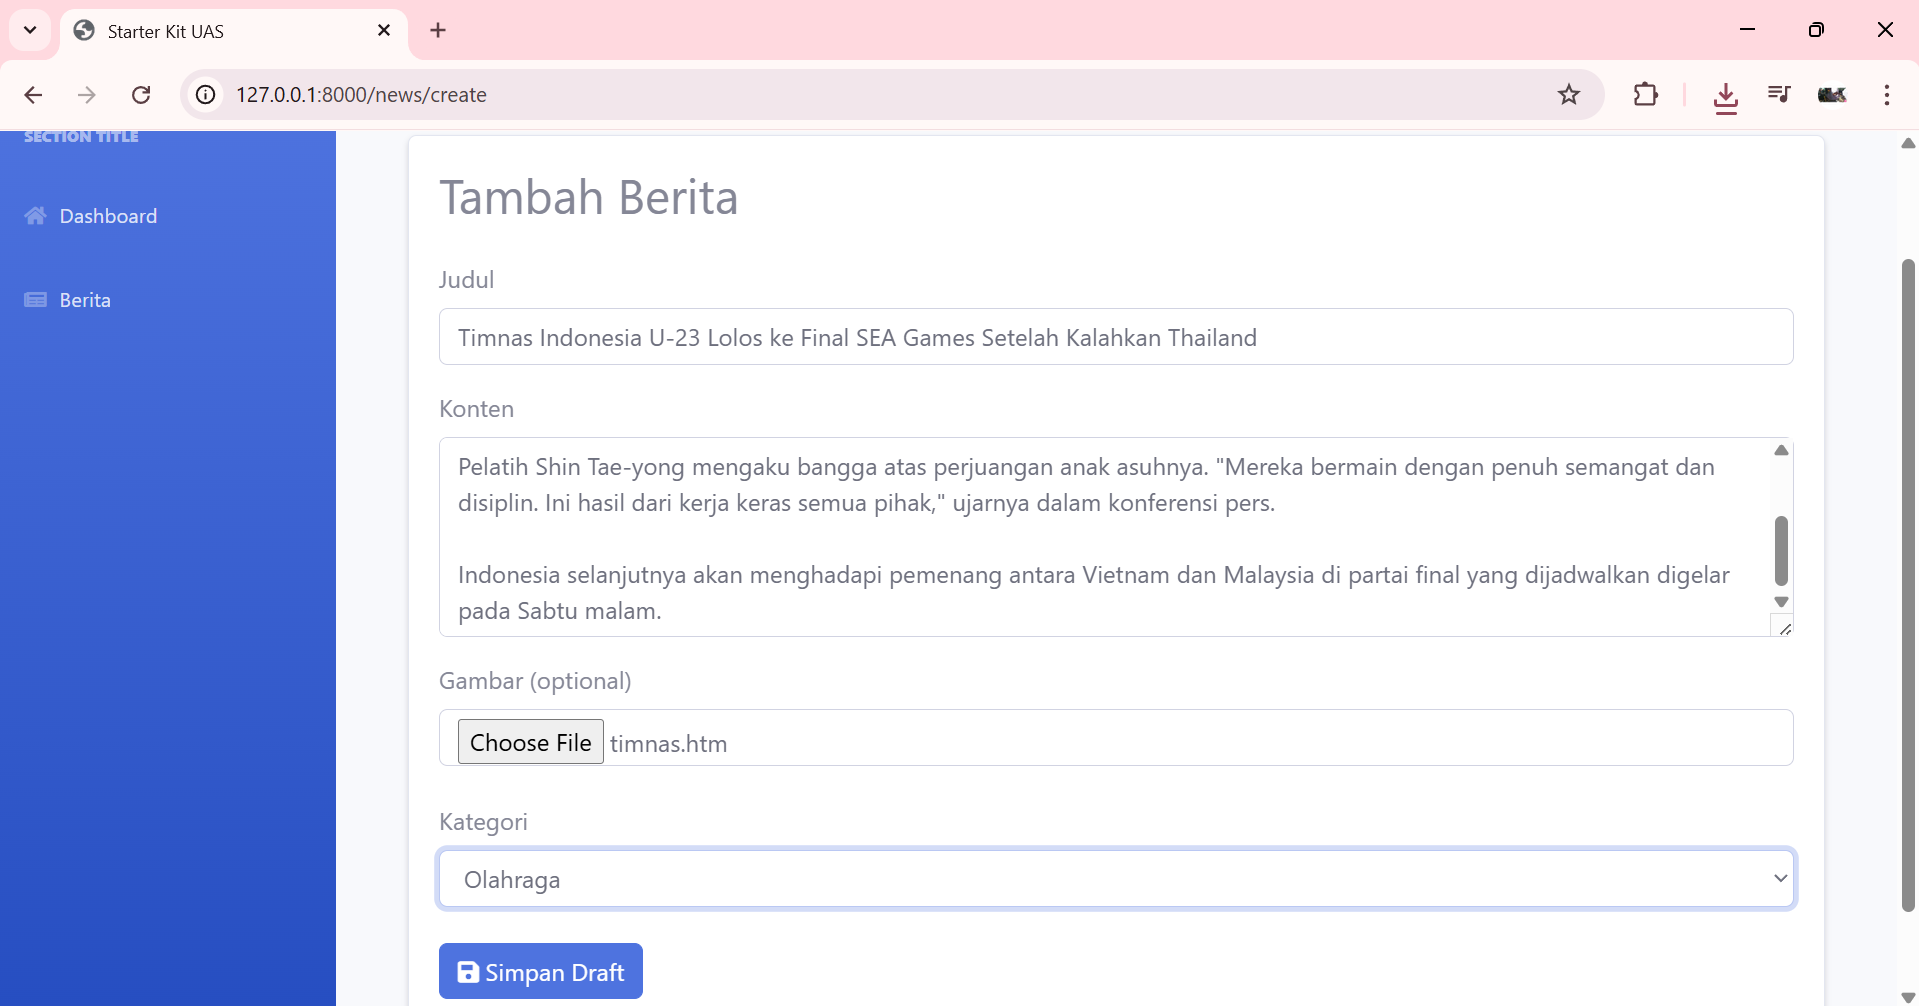 Starter Kit UAS
127.0.0.1:8000/news/create
SECTION TITLE
Dashboard
Berita
Tambah Berita
Judul
Timnas Indonesia U-23 Lolos ke Final SEA Games Setelah Kalahkan Thailand
Konten
Pelatih Shin Tae-yong mengaku bangga atas perjuangan anak asuhnya. "Mereka bermain dengan penuh semangat dan
disiplin. Ini hasil dari kerja keras semua pihak," ujarnya dalam konferensi pers.
Indonesia selanjutnya akan menghadapi pemenang antara Vietnam dan Malaysia di partai final yang dijadwalkan digelar
pada Sabtu malam.
Gambar (optional)
Choose File timnas.htm
Kategori
Olahraga
Simpan Draft